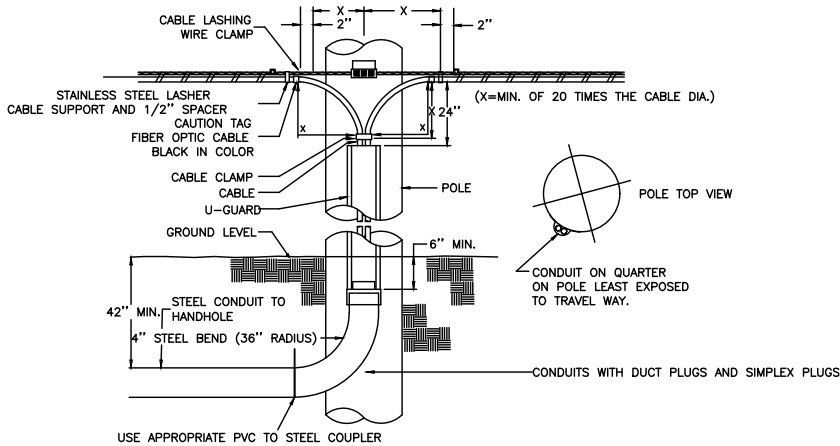 CABLE LASHING
WIRE CLAMP
X
X
2"
2"
STAINLESS STEEL LASHER
CABLE SUPPORT AND 1/2" SPACER
CAUTION TAG
FIBER OPTIC CABLE
BLACK IN COLOR
(X=MIN. OF 20 TIMES THE CABLE DIA.)
X
X
X
24"
CABLE CLAMP
CABLE
U-GUARD
POLE
POLE TOP VIEW
GROUND LEVEL
6" MIN.
CONDUIT ON QUARTER
ON POLE LEAST EXPOSED
TO TRAVEL WAY.
42" MIN.
STEEL CONDUIT TO
HANDHOLE
4" STEEL BEND (36" RADIUS)
CONDUITS WITH DUCT PLUGS AND SIMPLEX PLUGS
USE APPROPRIATE PVC TO STEEL COUPLER